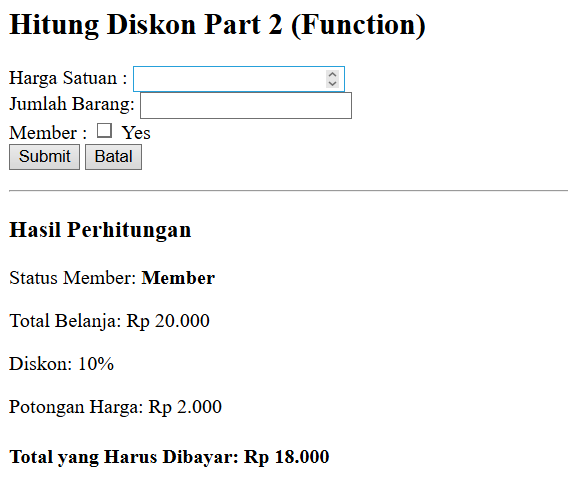 Hitung Diskon Part 2 (Function)
Harga Satuan :
Jumlah Barang:
Member : Yes
Submit Batal
Hasil Perhitungan
Status Member: Member
Total Belanja: Rp 20.000
Diskon: 10%
Potongan Harga: Rp 2.000
Total yang Harus Dibayar: Rp 18.000